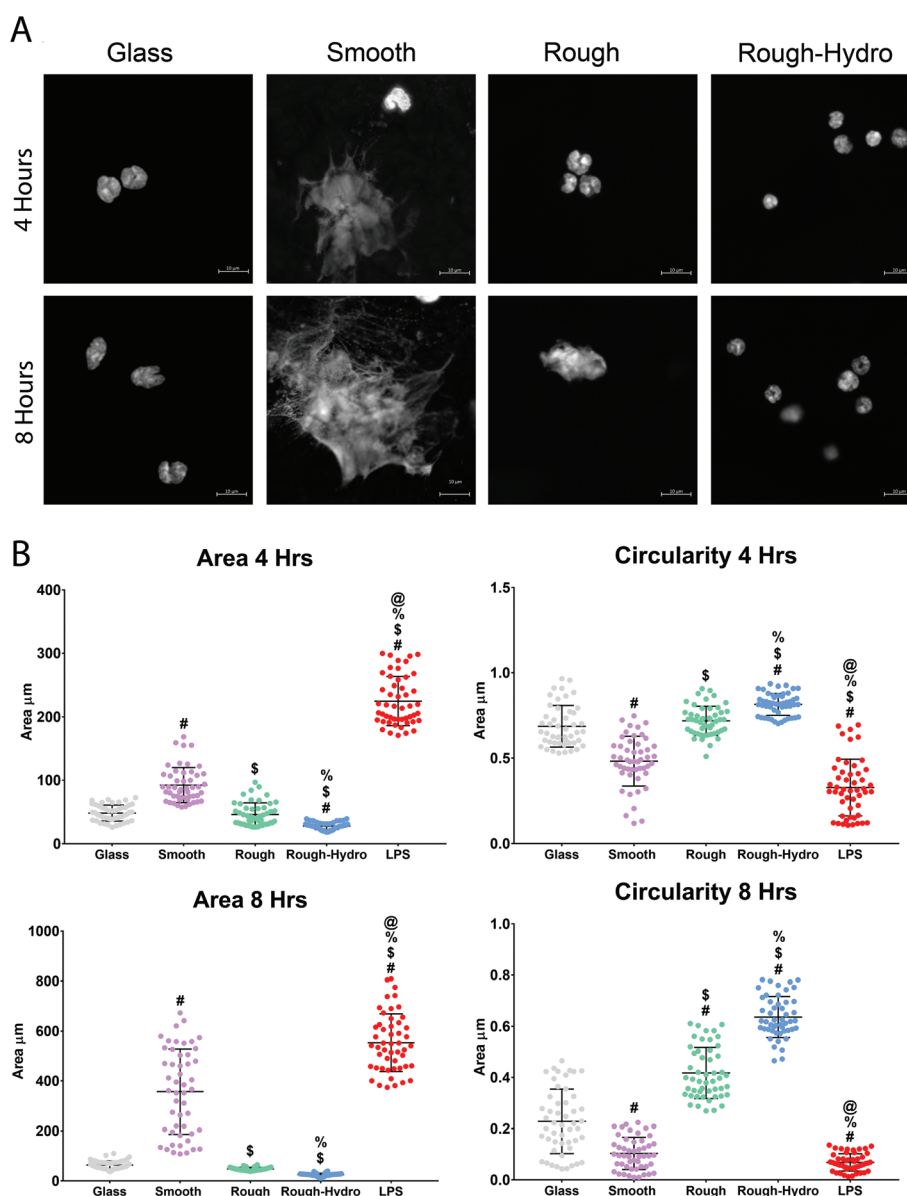 A
Glass Smooth Rough Rough-Hydro
4 Hours
10 µm 10 µm 10 µm 10 µm
8 Hours
10 µm 10 µm 10 µm 10 µm
B
Area 4 Hrs
Area µm
400
300
200
100
0
#
$
%
$
#
@
%
$
#
Glass Smooth Rough Rough-Hydro LPS
Circularity 4 Hrs
Area µm
1.5
1.0
0.5
0.0
#
$
%
$
#
@
%
$
#
Glass Smooth Rough Rough-Hydro LPS
Area 8 Hrs
Area µm
1000
800
600
400
200
0
#
$
%
$
@
%
$
#
Glass Smooth Rough Rough-Hydro LPS
Circularity 8 Hrs
Area µm
1.0
0.8
0.6
0.4
0.2
0.0
#
$
#
%
$
#
@
%
#
Glass Smooth Rough Rough-Hydro LPS